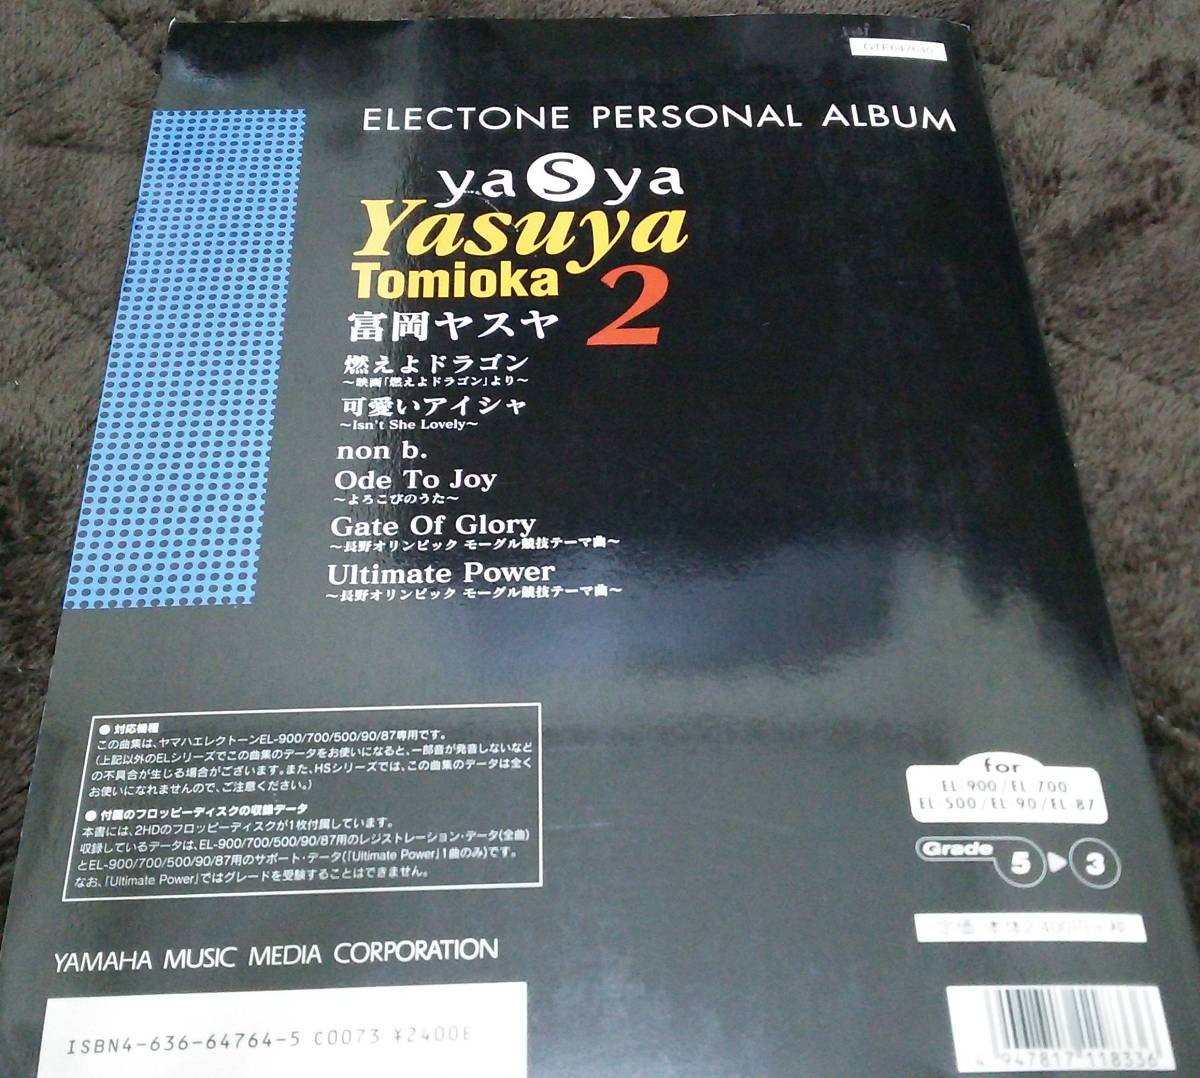 GTE647640
ELECTONE PERSONAL ALBUM
yaSya
Yasuya
Tomioka 2
富岡ヤスヤ
燃えよドラゴン
〜映画「燃えよドラゴン」より〜
可愛いアイシャ
〜Isn't She Lovely〜
non b.
Ode To Joy
〜よろこびのうた〜
Gate Of Glory
〜長野オリンピック モーグル競技テーマ曲〜
Ultimate Power
〜長野オリンピック モーグル競技テーマ曲〜
● 対応機種
この曲集は、ヤマハエレクトーンEL-900/700/500/90/87専用です。
(上記以外のELシリーズでこの曲集のデータをお使いになると、一部音が発音しないなど
の不具合が生じる場合がございます。また、HSシリーズでは、この曲集のデータは全く
お使いになれませんので、ご注意ください。)
● 付属のフロッピーディスクの収録データ
本書には、2HDのフロッピーディスクが1枚付属しています。
収録しているデータは、EL-900/700/500/90/87用のレジストレーション・データ(全曲)
とEL-900/700/500/90/87用のサポート・データ(「Ultimate Power」1曲のみ)です。
なお、「Ultimate Power」ではグレードを受験することはできません。
for
EL-900/EL-700
EL-500/EL-90/EL-87
Grade 5 ▶ 3
定価:本体2,400円+税
YAMAHA MUSIC MEDIA CORPORATION
ISBN4-636-64764-5 C0073 ¥2400E
4 947817 118336